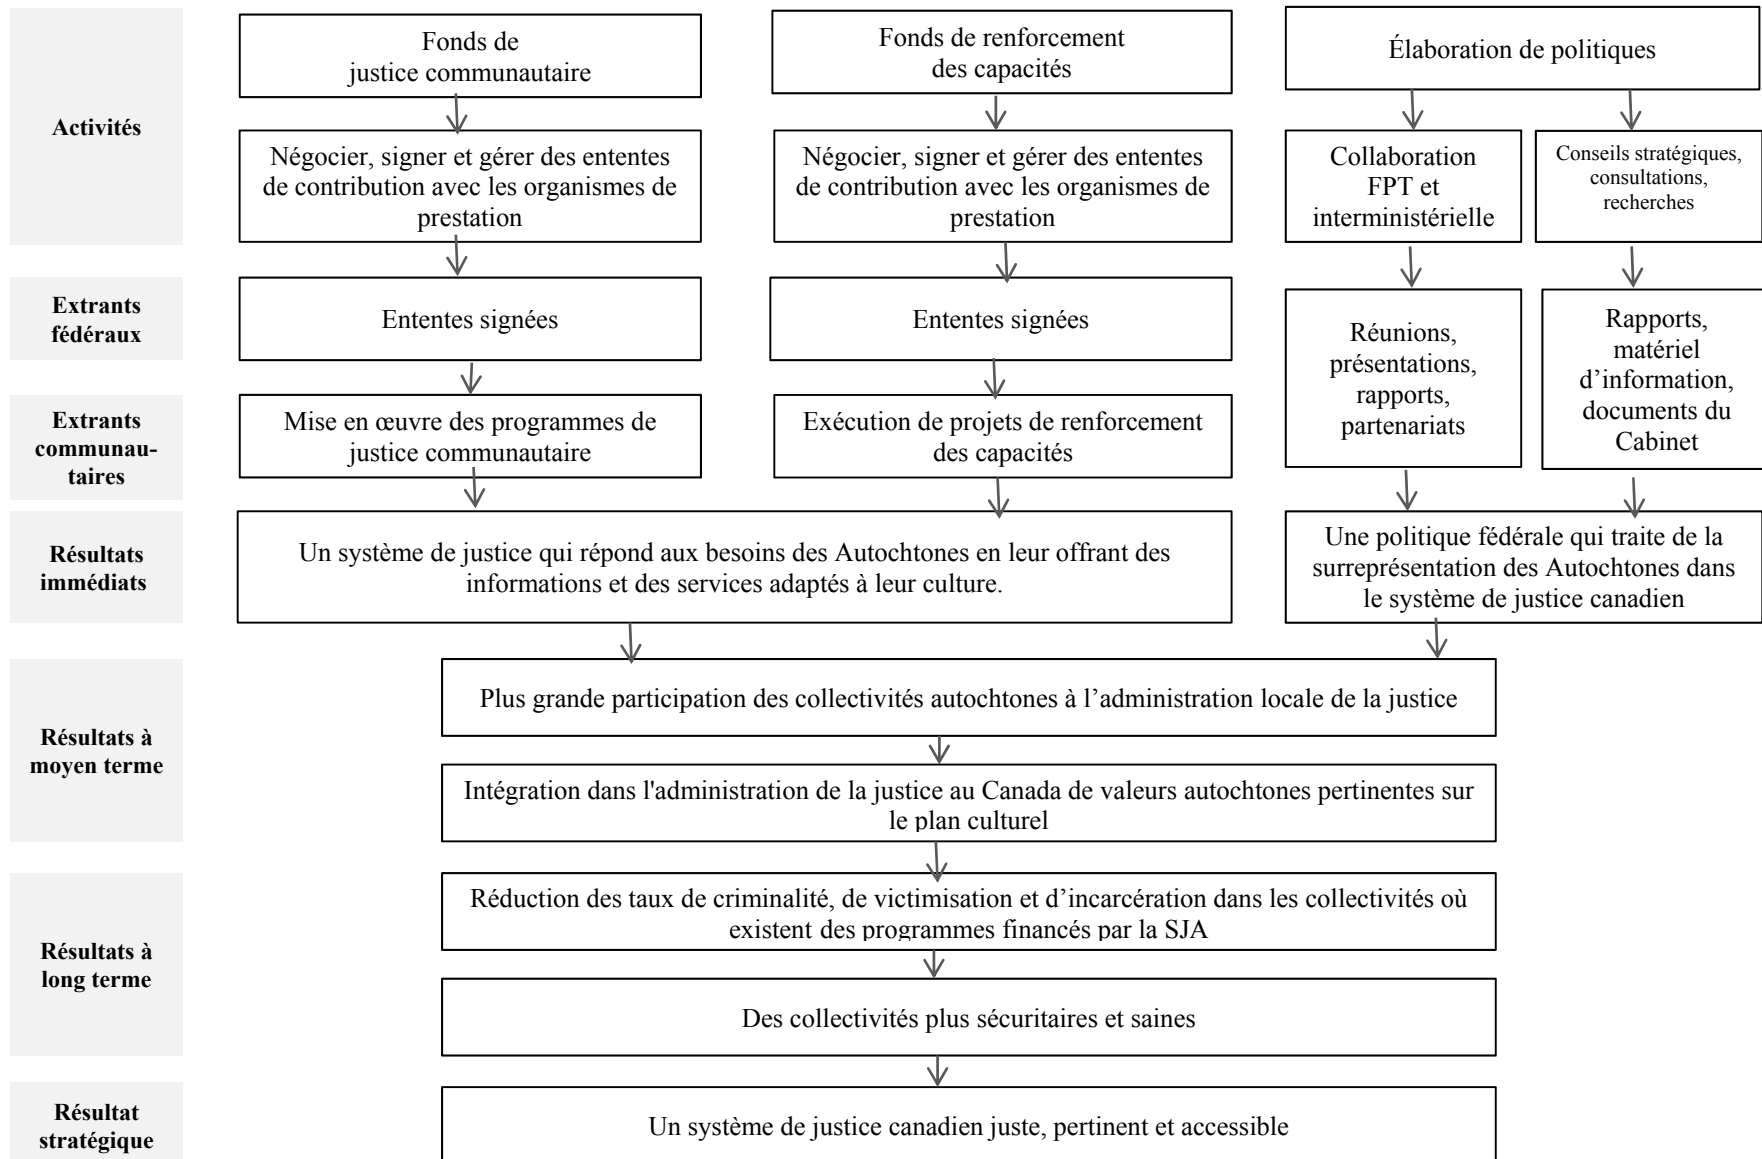 Activités
Fonds de
justice communautaire
Fonds de renforcement
des capacités
Élaboration de politiques
Négocier, signer et gérer des ententes
de contribution avec les organismes de
prestation
Négocier, signer et gérer des ententes
de contribution avec les organismes de
prestation
Collaboration
FPT et
interministérielle
Conseils stratégiques,
consultations,
recherches
Extrants
fédéraux
Ententes signées
Ententes signées
Réunions,
présentations,
rapports,
partenariats
Rapports,
matériel
d’information,
documents du
Cabinet
Extrants
communau-
taires
Mise en œuvre des programmes de
justice communautaire
Exécution de projets de renforcement
des capacités
Résultats
immédiats
Un système de justice qui répond aux besoins des Autochtones en leur offrant des
informations et des services adaptés à leur culture.
Une politique fédérale qui traite de la
surreprésentation des Autochtones dans
le système de justice canadien
Résultats à
moyen terme
Plus grande participation des collectivités autochtones à l’administration locale de la justice
Intégration dans l'administration de la justice au Canada de valeurs autochtones pertinentes sur
le plan culturel
Résultats à
long terme
Réduction des taux de criminalité, de victimisation et d’incarcération dans les collectivités où
existent des programmes financés par la SJA
Des collectivités plus sécuritaires et saines
Résultat
stratégique
Un système de justice canadien juste, pertinent et accessible